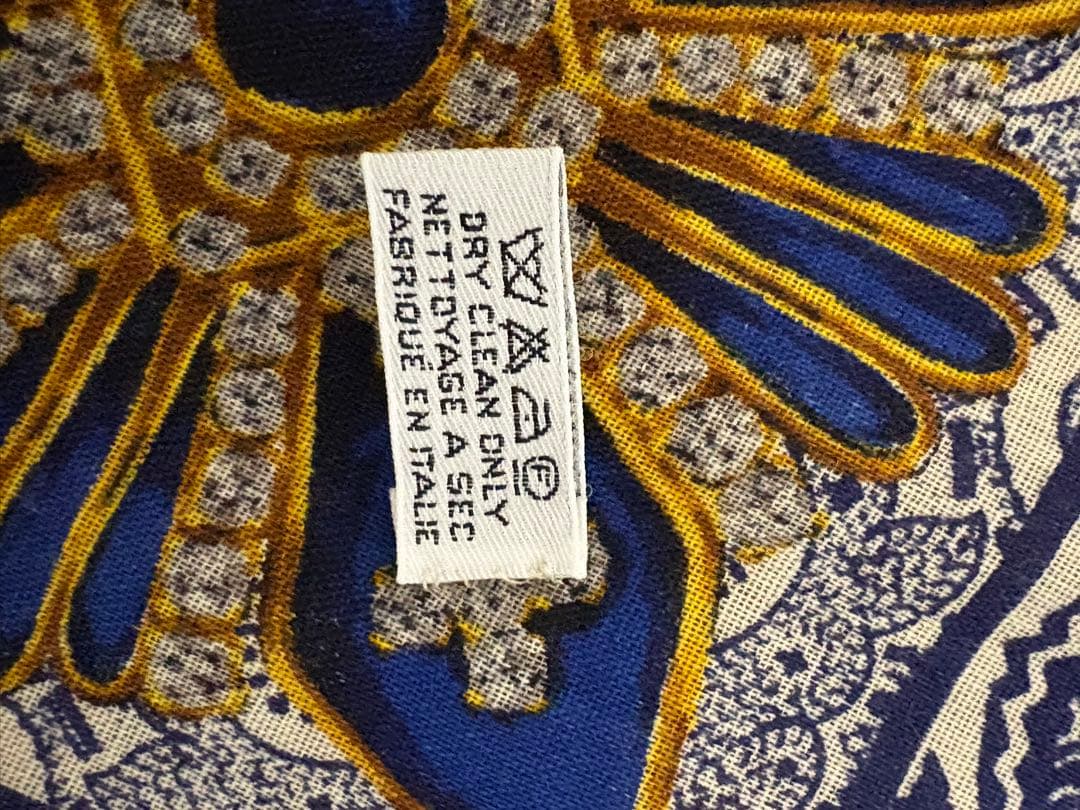 Ⓕ
DRY CLEAN ONLY
NETTOYAGE A SEC
FABRIQUÉ EN ITALIE